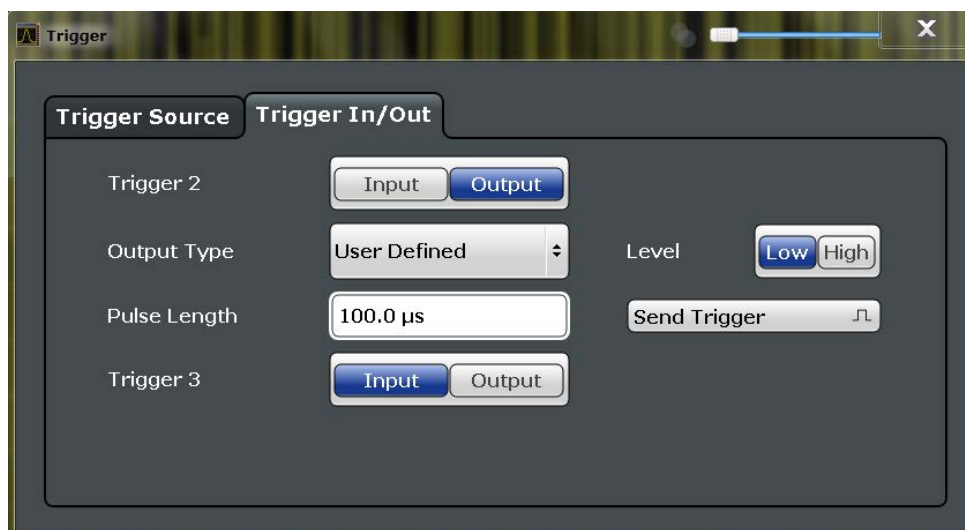 Trigger
X
Trigger Source Trigger In/Out
Trigger 2 Input Output
Output Type User Defined Level Low High
Pulse Length 100.0 µs Send Trigger
Trigger 3 Input Output